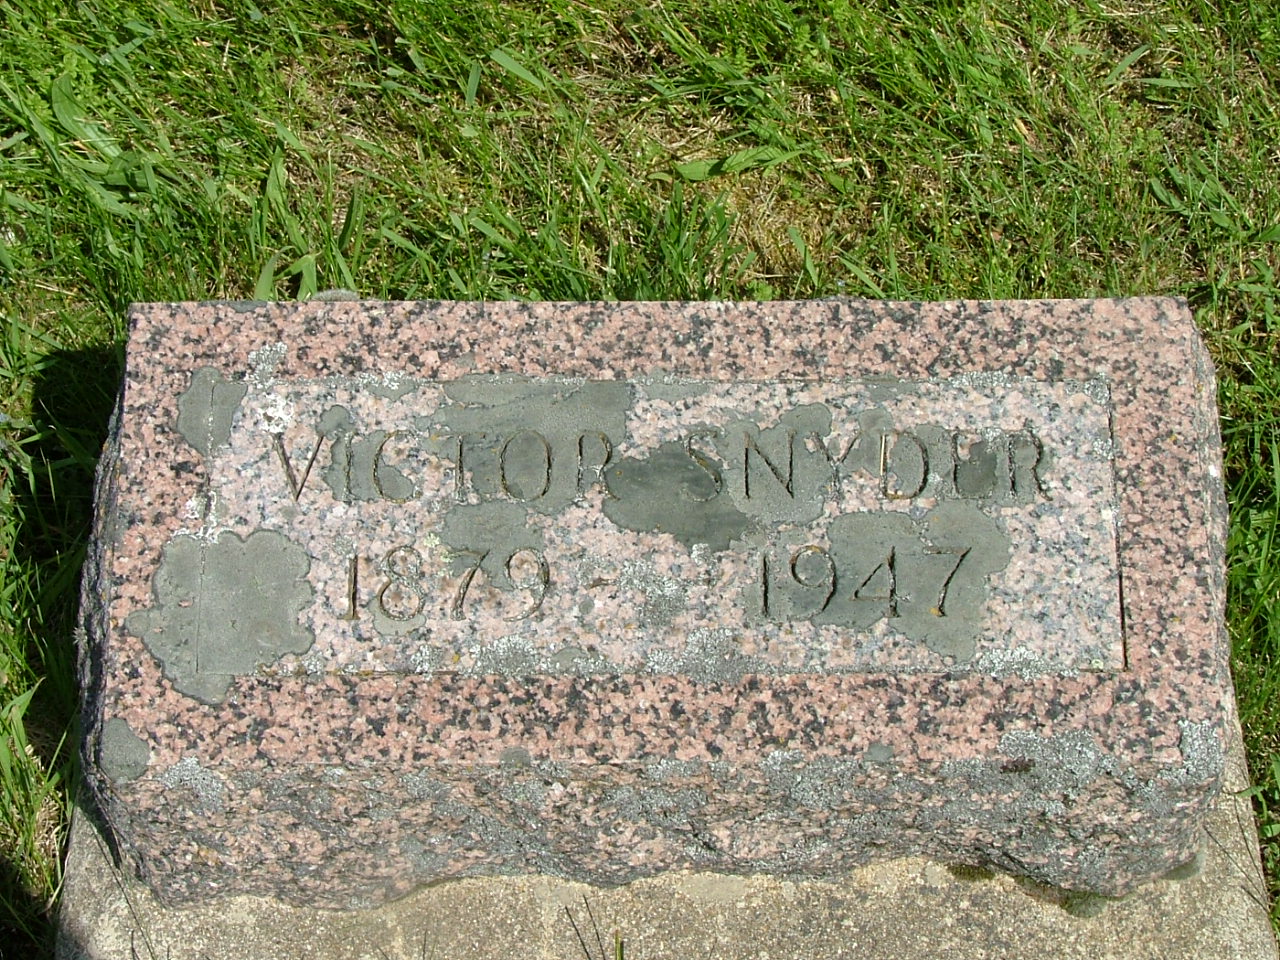 VICTOR SNYDER
1879 - 1947